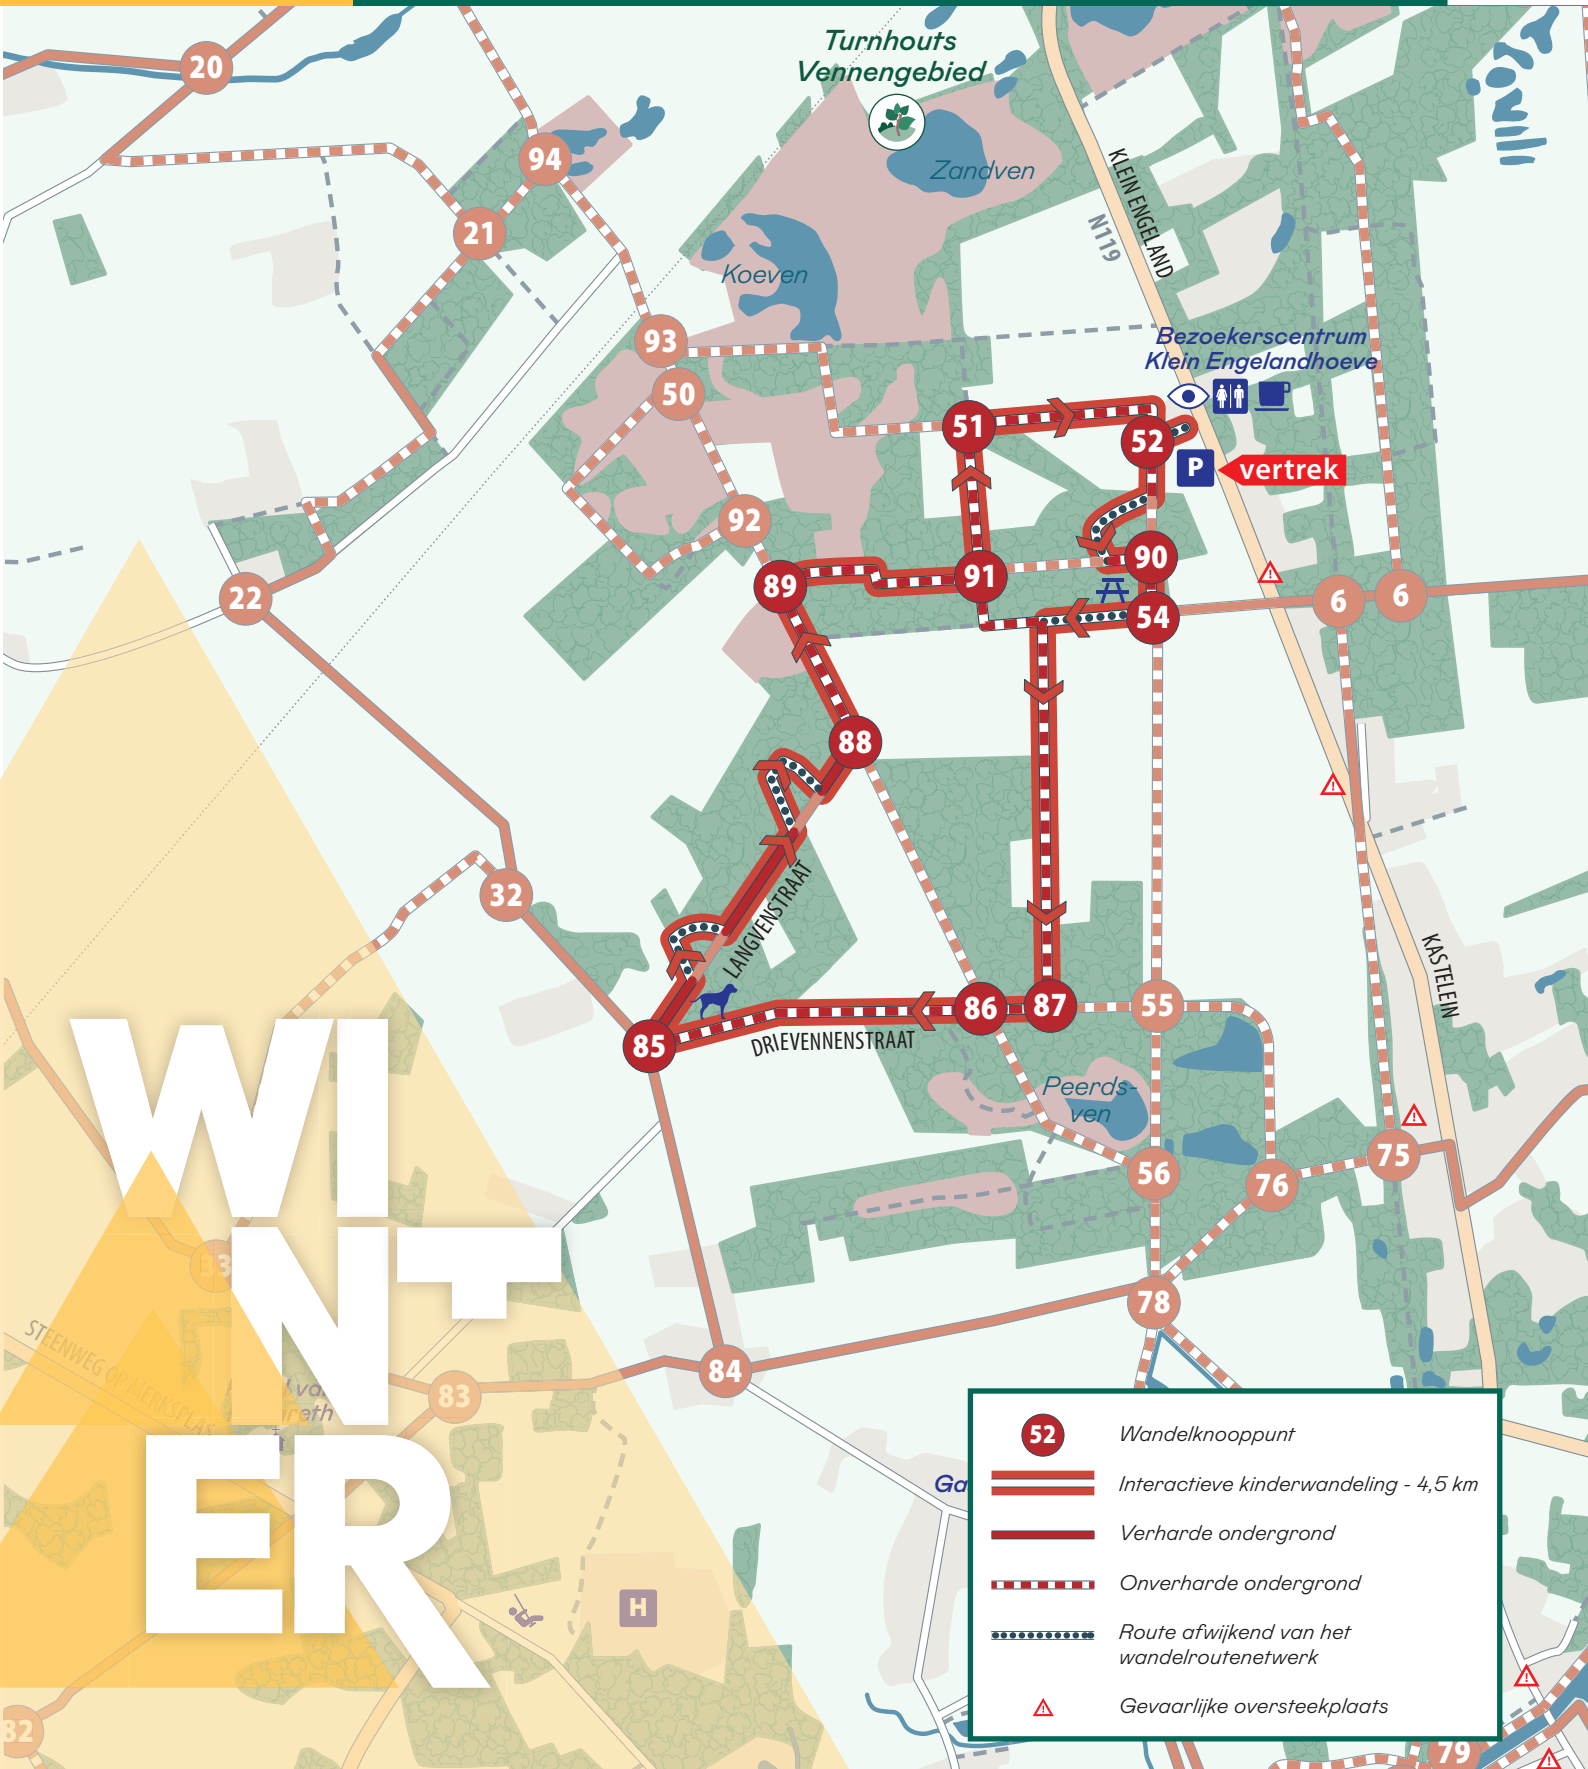 20
Turnhouts
Vennengebied
94
Zandven
KLEIN ENGELAND
N119
21
Koeven
93
Bezoekerscentrum
Klein Engelandhoeve
50
51
52
P
vertrek
92
90
89
91
22
6
6
54
88
32
LANGVENSTRAAT
KASTELEIN
86
87
55
85
DRIEVENNENSTRAAT
Peerds-
ven
WI
56
75
76
33
N
T
78
STEENWEG OP MERKSPLAS
84
83
ER
H
82
79
52
Wandelknooppunt
Interactieve kinderwandeling - 4,5 km
Verharde ondergrond
Onverharde ondergrond
Route afwijkend van het
wandelroutenetwerk
Gevaarlijke oversteekplaats